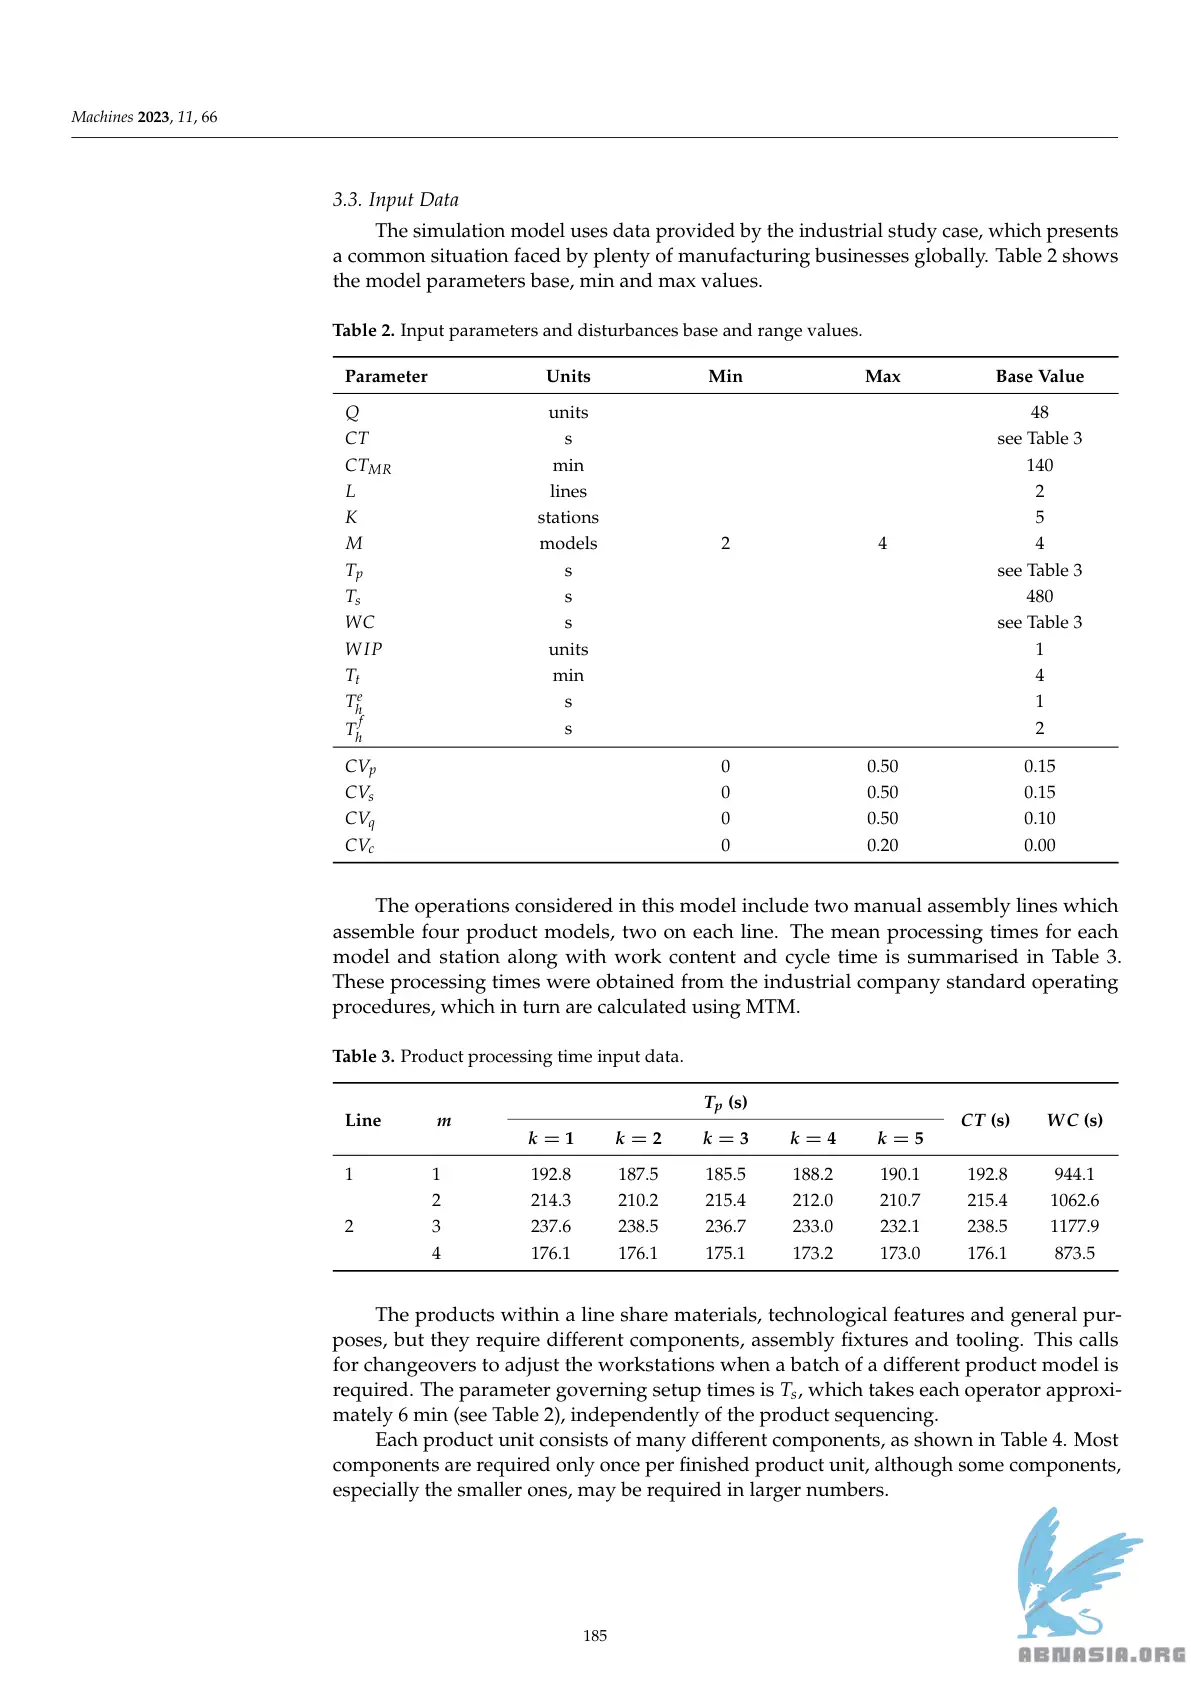 Machines 2023, 11, 66
3.3. Input Data
The simulation model uses data provided by the industrial study case, which presents
a common situation faced by plenty of manufacturing businesses globally. Table 2 shows
the model parameters base, min and max values.
Table 2. Input parameters and disturbances base and range values.
Parameter Units Min Max Base Value
Q units 48
CT s see Table 3
CT_MR min 140
L lines 2
K stations 5
M models 2 4 4
T_p s see Table 3
T_s s 480
WC s see Table 3
WIP units 1
T_t min 4
T_h^e s 1
T_h^f s 2
CV_p 0 0.50 0.15
CV_s 0 0.50 0.15
CV_q 0 0.50 0.10
CV_c 0 0.20 0.00
The operations considered in this model include two manual assembly lines which
assemble four product models, two on each line. The mean processing times for each
model and station along with work content and cycle time is summarised in Table 3.
These processing times were obtained from the industrial company standard operating
procedures, which in turn are calculated using MTM.
Table 3. Product processing time input data.
Line m T_p (s) CT (s) WC (s)
k = 1 k = 2 k = 3 k = 4 k = 5
1 1 192.8 187.5 185.5 188.2 190.1 192.8 944.1
2 214.3 210.2 215.4 212.0 210.7 215.4 1062.6
2 3 237.6 238.5 236.7 233.0 232.1 238.5 1177.9
4 176.1 176.1 175.1 173.2 173.0 176.1 873.5
The products within a line share materials, technological features and general pur-
poses, but they require different components, assembly fixtures and tooling. This calls
for changeovers to adjust the workstations when a batch of a different product model is
required. The parameter governing setup times is T_s, which takes each operator approxi-
mately 6 min (see Table 2), independently of the product sequencing.
Each product unit consists of many different components, as shown in Table 4. Most
components are required only once per finished product unit, although some components,
especially the smaller ones, may be required in larger numbers.
185
ABNASIA.ORG